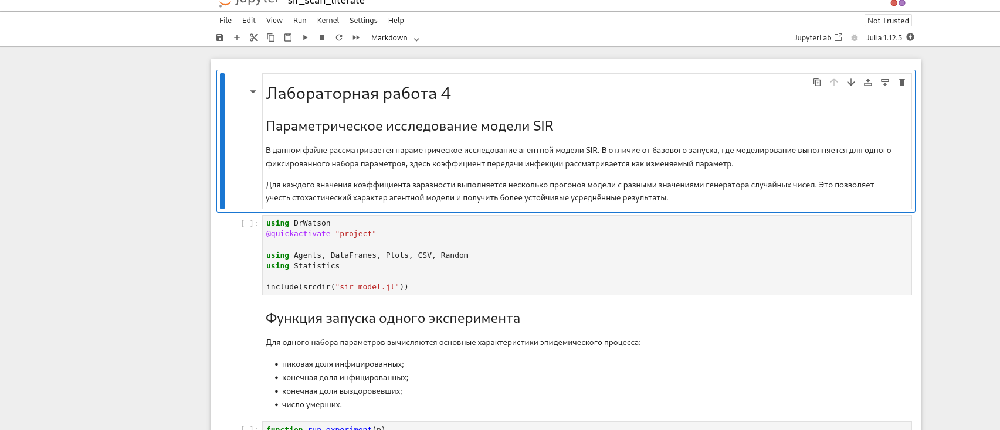 jupyter sir_scan_literate
File Edit View Run Kernel Settings Help Not Trusted
Markdown JupyterLab Julia 1.12.5
Лабораторная работа 4
Параметрическое исследование модели SIR
В данном файле рассматривается параметрическое исследование агентной модели SIR. В отличие от базового запуска, где моделирование выполняется для одного
фиксированного набора параметров, здесь коэффициент передачи инфекции рассматривается как изменяемый параметр.
Для каждого значения коэффициента заразности выполняется несколько прогонов модели с разными значениями генератора случайных чисел. Это позволяет
учесть стохастический характер агентной модели и получить более устойчивые усреднённые результаты.
[ ]:
using DrWatson
@quickactivate "project"
using Agents, DataFrames, Plots, CSV, Random
using Statistics
include(srcdir("sir_model.jl"))
Функция запуска одного эксперимента
Для одного набора параметров вычисляются основные характеристики эпидемического процесса:
• пиковая доля инфицированных;
• конечная доля инфицированных;
• конечная доля выздоровевших;
• число умерших.
[ ]:
function run_experiment(p)